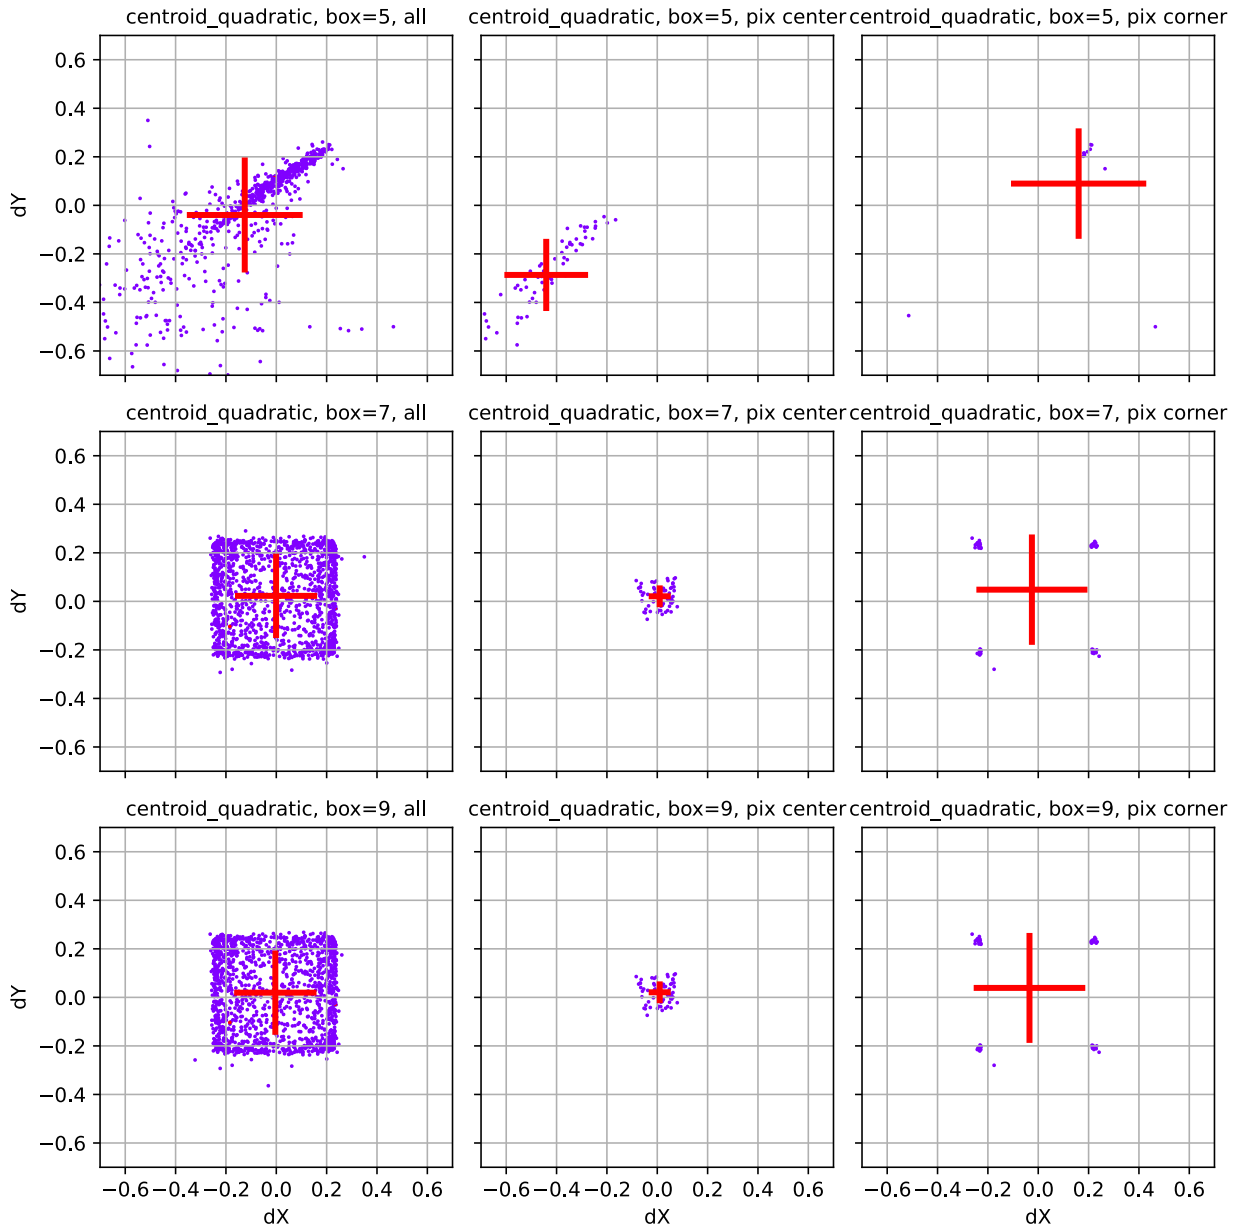 centroid_quadratic, box=5, all
centroid_quadratic, box=5, pix center
centroid_quadratic, box=5, pix corner
0.6
0.4
0.2
0.0
−0.2
−0.4
−0.6
dY
centroid_quadratic, box=7, all
centroid_quadratic, box=7, pix center
centroid_quadratic, box=7, pix corner
0.6
0.4
0.2
0.0
−0.2
−0.4
−0.6
dY
centroid_quadratic, box=9, all
centroid_quadratic, box=9, pix center
centroid_quadratic, box=9, pix corner
0.6
0.4
0.2
0.0
−0.2
−0.4
−0.6
dY
−0.6 −0.4 −0.2 0.0 0.2 0.4 0.6
−0.6 −0.4 −0.2 0.0 0.2 0.4 0.6
−0.6 −0.4 −0.2 0.0 0.2 0.4 0.6
dX
dX
dX